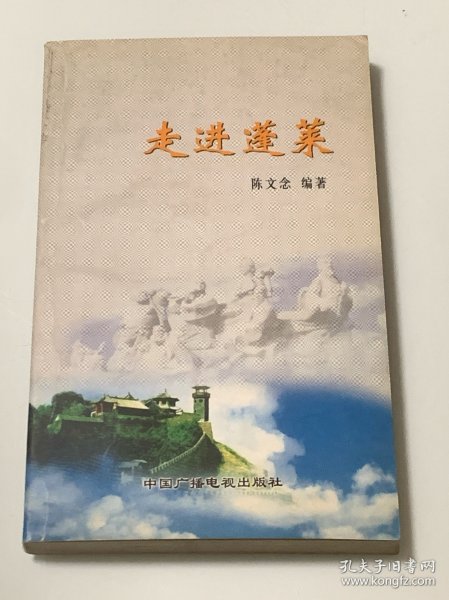 走进蓬莱
陈文念 编著
中国广播电视出版社
孔夫子旧书网
www.kongfz.com